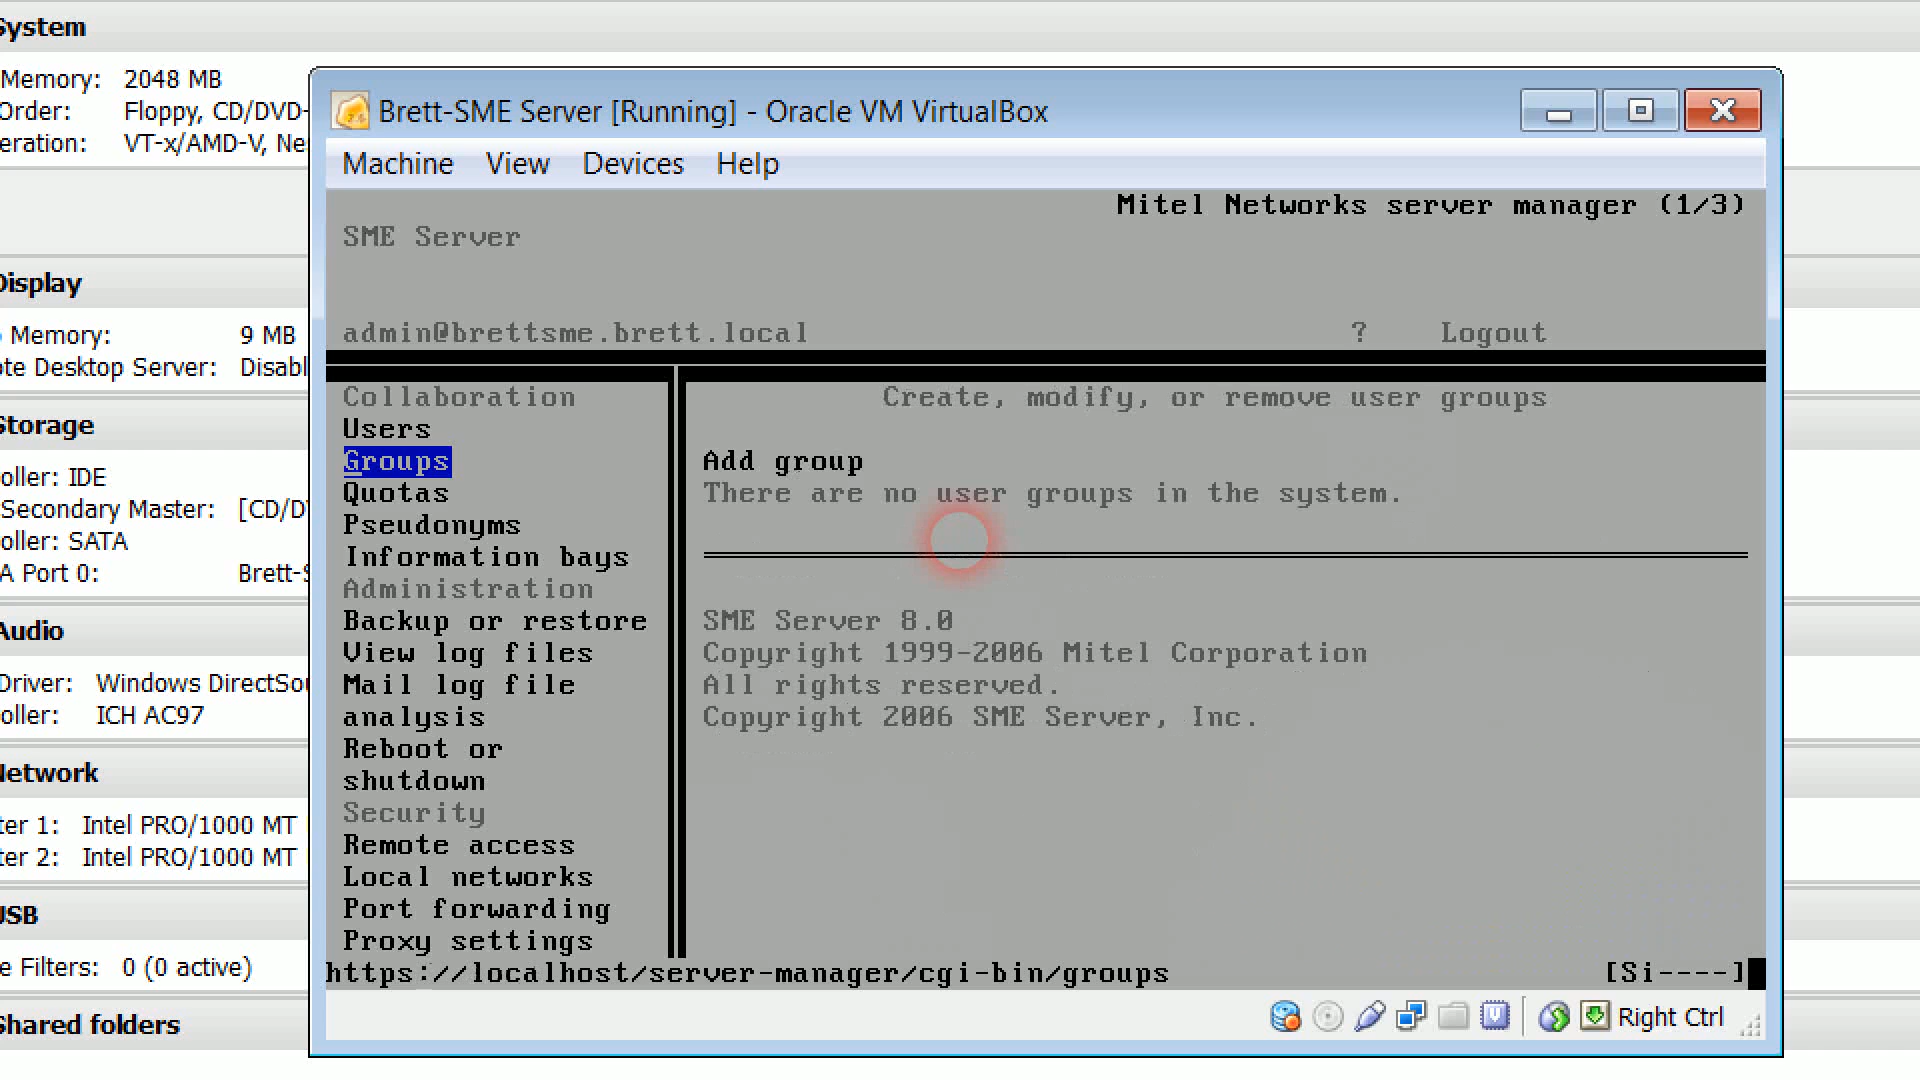 System
Memory: 2048 MB
Order: Floppy, CD/DVD-
eration: VT-x/AMD-V, Ne
Display
Memory: 9 MB
ote Desktop Server: Disabl
Storage
oller: IDE
Secondary Master: [CD/D
oller: SATA
A Port 0: Brett-S
Audio
Driver: Windows DirectSou
oller: ICH AC97
Network
ter 1: Intel PRO/1000 MT
ter 2: Intel PRO/1000 MT
USB
e Filters: 0 (0 active)
Shared folders
Brett-SME Server [Running] - Oracle VM VirtualBox
Machine View Devices Help
Mitel Networks server manager (1/3)
SME Server
admin@brettsme.brett.local ? Logout
Collaboration
Users
Groups
Quotas
Pseudonyms
Information bays
Administration
Backup or restore
View log files
Mail log file
analysis
Reboot or
shutdown
Security
Remote access
Local networks
Port forwarding
Proxy settings
Create, modify, or remove user groups
Add group
There are no user groups in the system.
SME Server 8.0
Copyright 1999-2006 Mitel Corporation
All rights reserved.
Copyright 2006 SME Server, Inc.
https://localhost/server-manager/cgi-bin/groups [Si----]
Right Ctrl